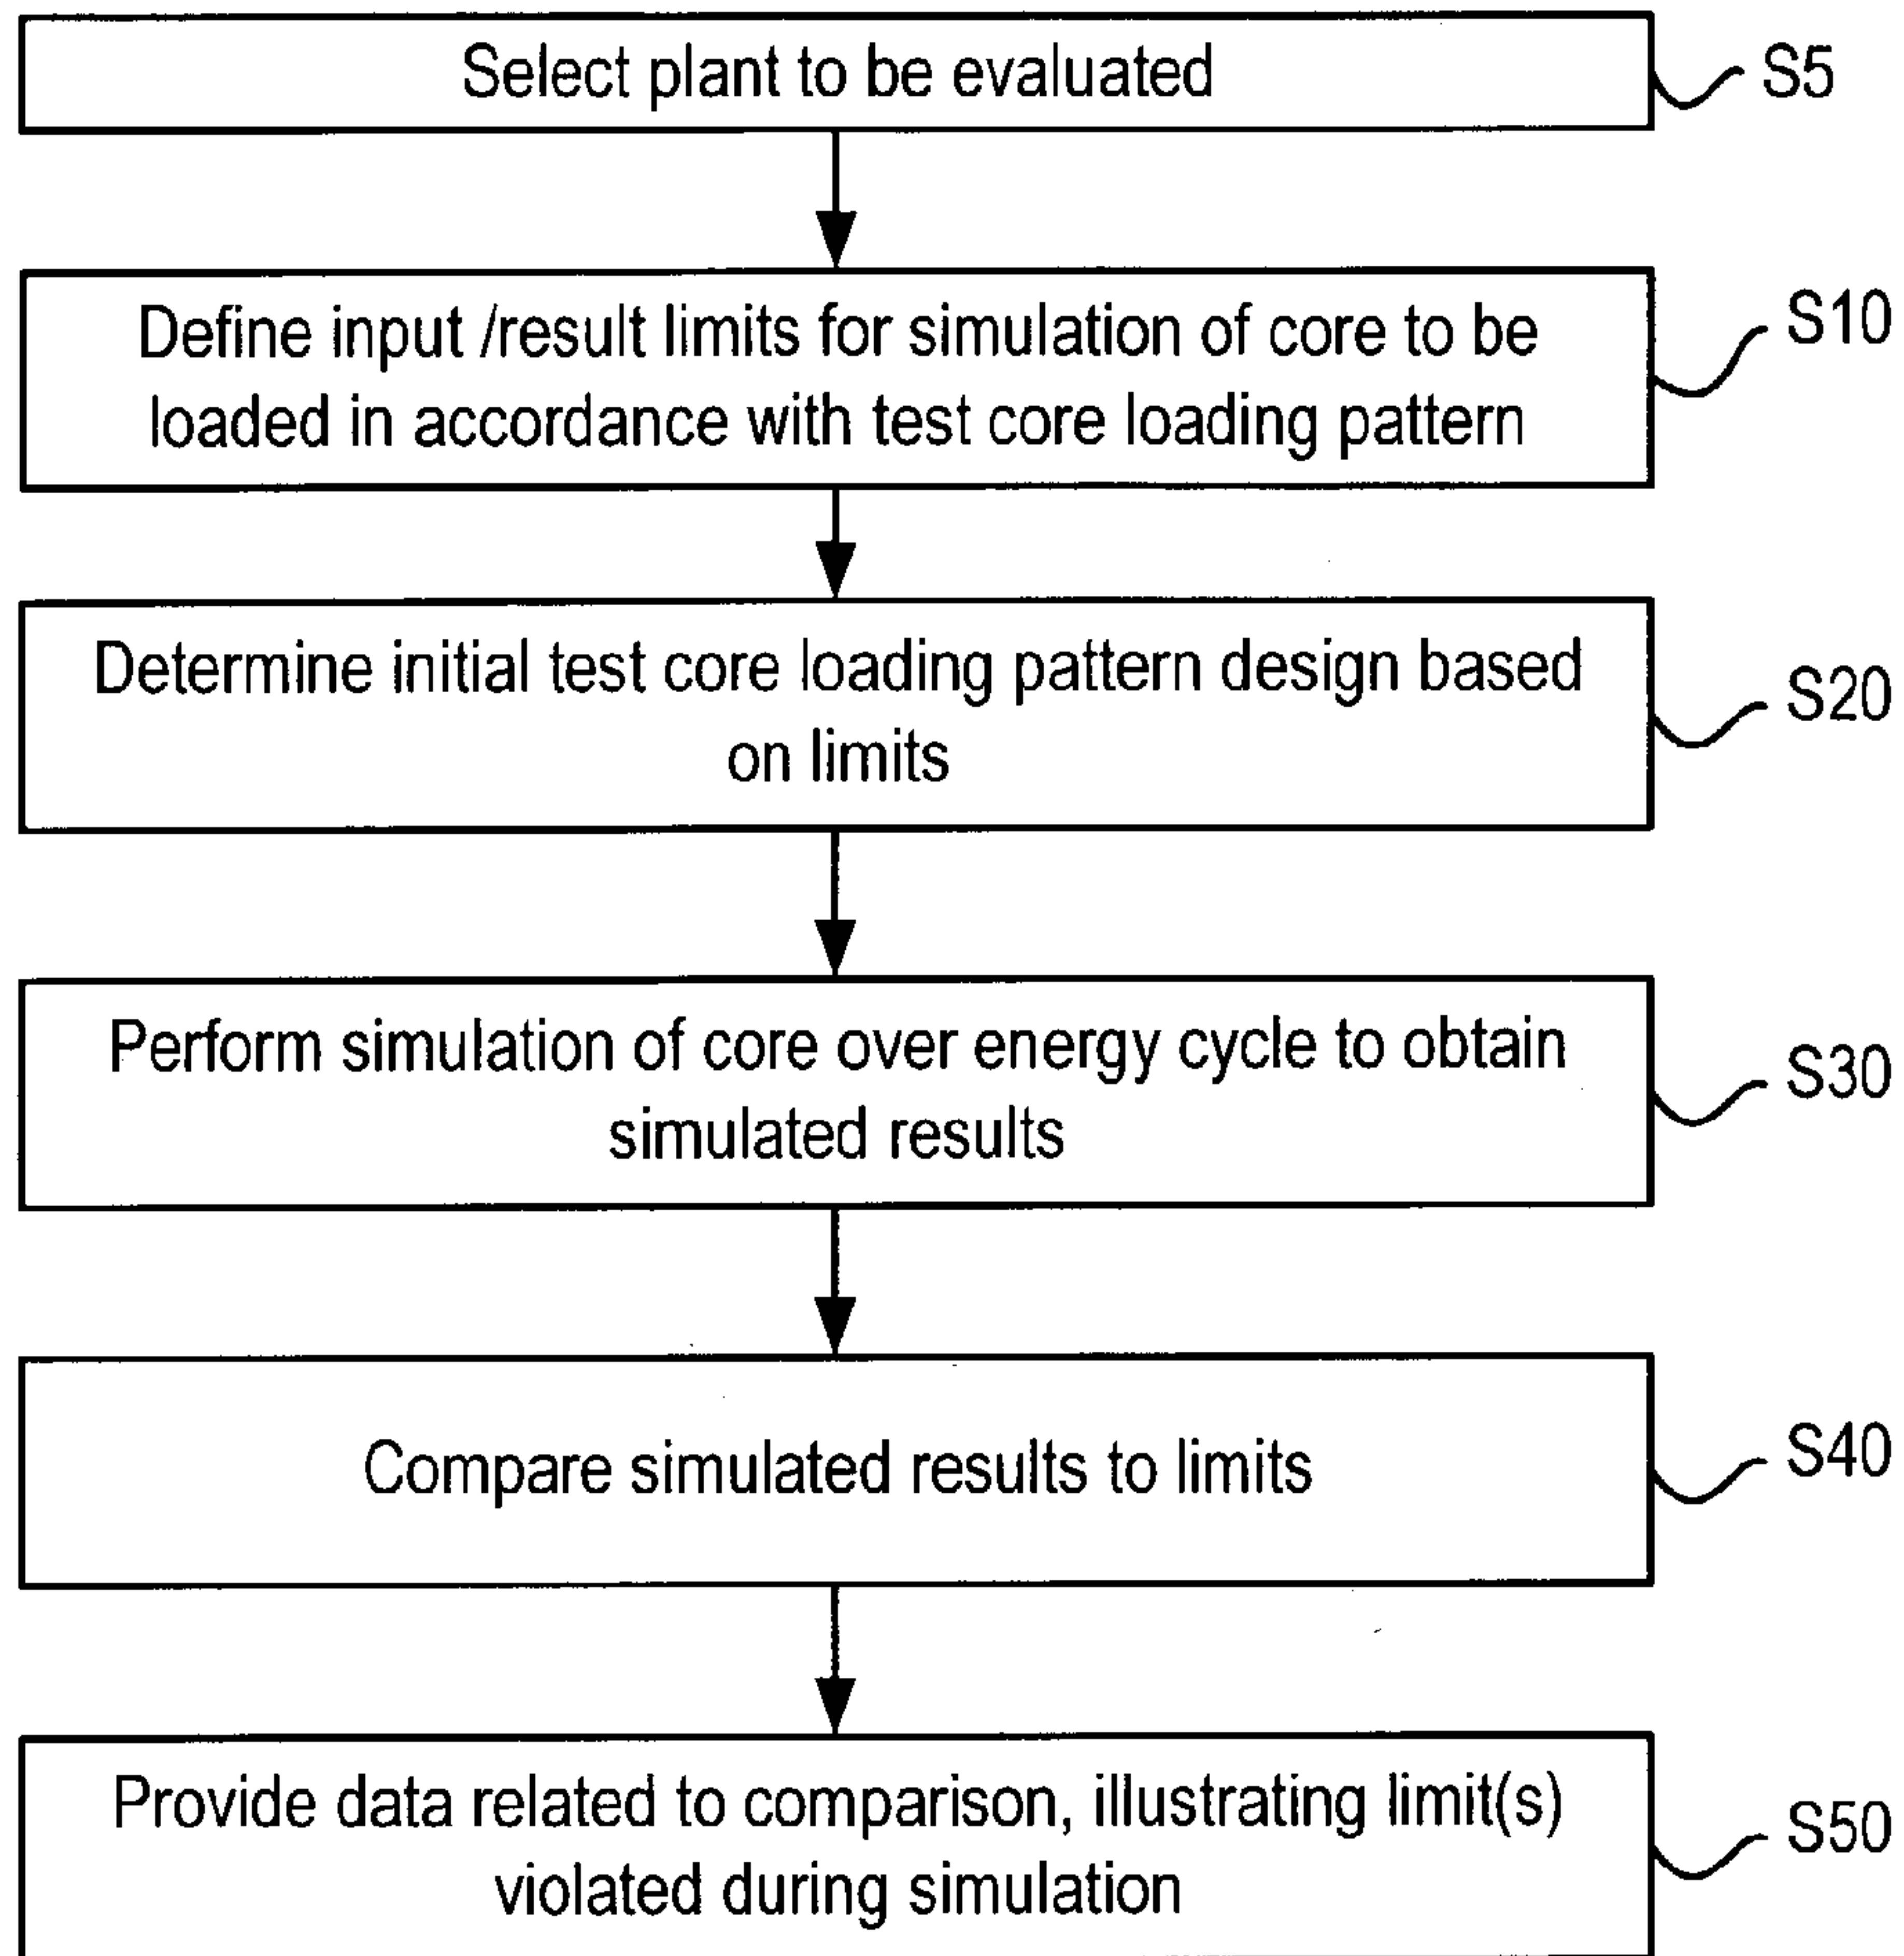 Select plant to be evaluated
S5
Define input /result limits for simulation of core to be
loaded in accordance with test core loading pattern
S10
Determine initial test core loading pattern design based
on limits
S20
Perform simulation of core over energy cycle to obtain
simulated results
S30
Compare simulated results to limits
S40
Provide data related to comparison, illustrating limit(s)
violated during simulation
S50